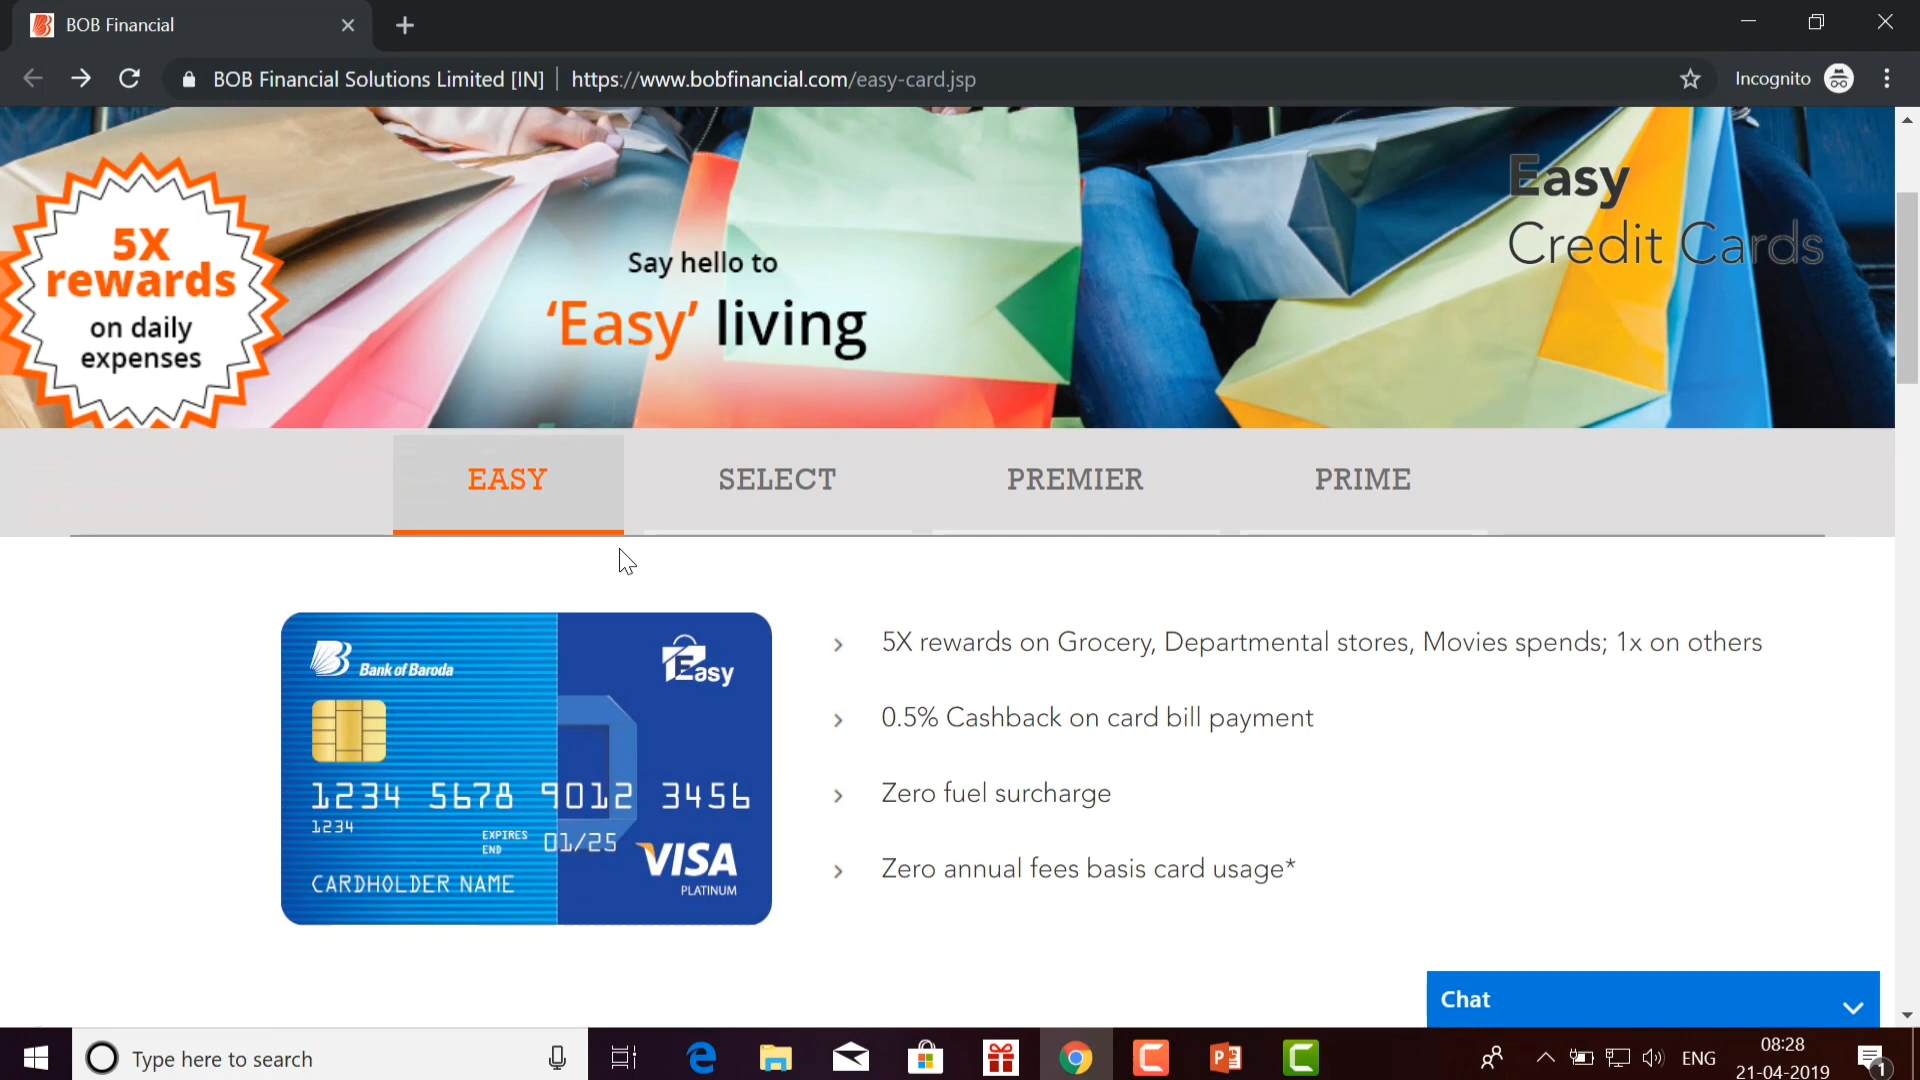 BOB Financial
BOB Financial Solutions Limited [IN] https://www.bobfinancial.com/easy-card.jsp
Incognito
5X
rewards
on daily
expenses
Say hello to
‘Easy’ living
Easy
Credit Cards
EASY
SELECT
PREMIER
PRIME
Bank of Baroda
Easy
1234 5678 9012 3456
1234
EXPIRES
END
01/25
CARDHOLDER NAME
VISA
PLATINUM
5X rewards on Grocery, Departmental stores, Movies spends; 1x on others
0.5% Cashback on card bill payment
Zero fuel surcharge
Zero annual fees basis card usage*
Chat
Type here to search
ENG
08:28
21-04-2019
1